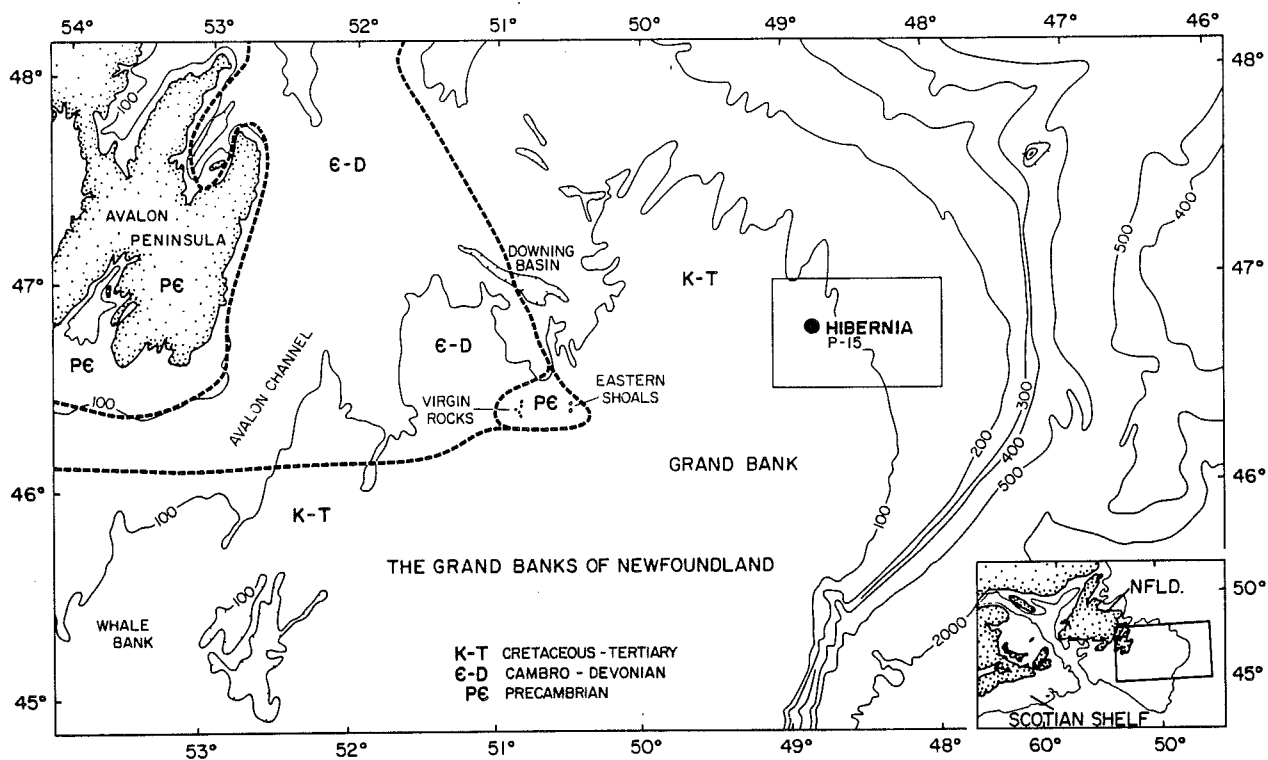 54° 53° 52° 51° 50° 49° 48° 47° 46°
48° 48°
100
Є-D
AVALON
PENINSULA
PЄ
DOWNING
BASIN
K-T
400
500
47° 47°
HIBERNIA
P-15
Є-D
PЄ
100
AVALON CHANNEL
VIRGIN
ROCKS
PЄ
EASTERN
SHOALS
300
200
400
500
GRAND BANK
46° 46°
100
K-T
100
THE GRAND BANKS OF NEWFOUNDLAND
100
WHALE
BANK
2000
K-T CRETACEOUS-TERTIARY
Є-D CAMBRO - DEVONIAN
PЄ PRECAMBRIAN
45°
NFLD.
50°
45°
SCOTIAN SHELF
60° 50°
53° 52° 51° 50° 49° 48°